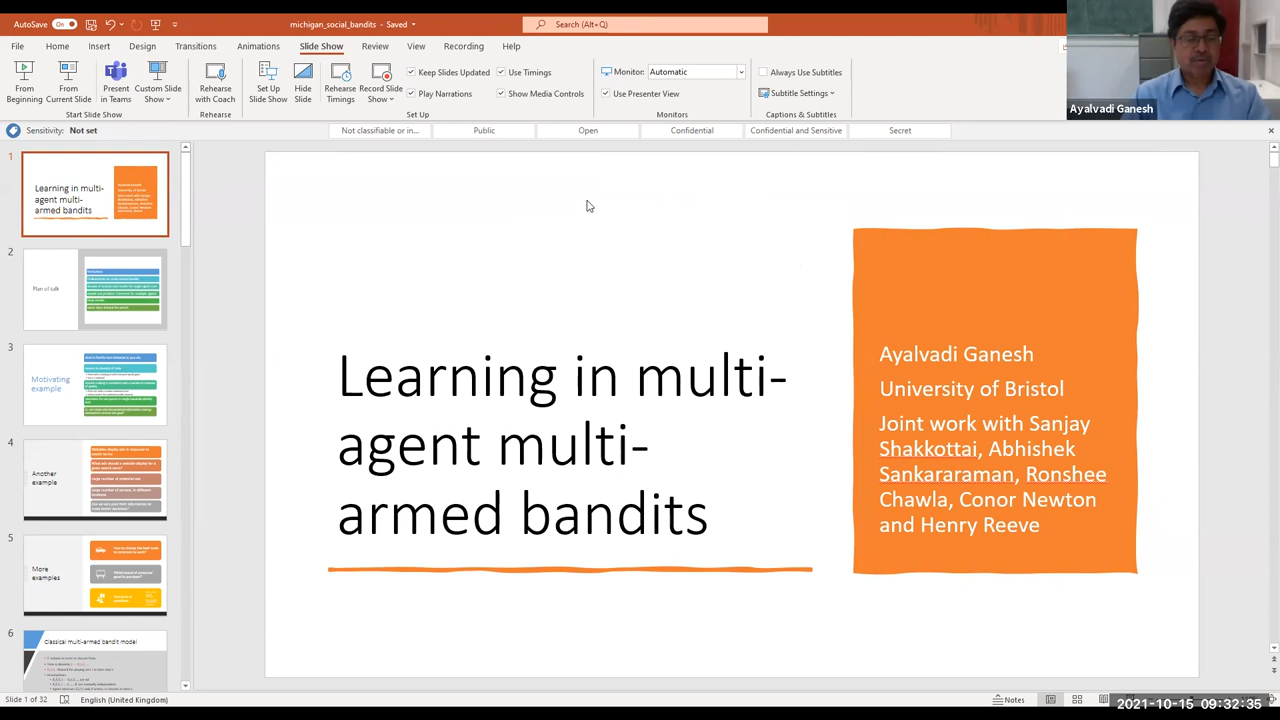 AutoSave On
michigan_social_bandits - Saved
Search (Alt+Q)
File Home Insert Design Transitions Animations Slide Show Review View Recording Help
From Beginning
From Current Slide
Present in Teams
Custom Slide Show
Start Slide Show
Rehearse with Coach
Rehearse
Set Up Slide Show
Hide Slide
Rehearse Timings
Record Slide Show
Keep Slides Updated
Use Timings
Play Narrations
Show Media Controls
Set Up
Monitor: Automatic
Use Presenter View
Monitors
Always Use Subtitles
Subtitle Settings
Captions & Subtitles
Ayalvadi Ganesh
Sensitivity: Not set
Not classifiable or in... Public Open Confidential Confidential and Sensitive Secret
1
Learning in multi-
agent multi-
armed bandits
2
Plan of talk
3
Motivating
example
4
Another
example
5
More
examples
6
Classical multi-armed bandit model
Learning in multi-
agent multi-
armed bandits
Ayalvadi Ganesh
University of Bristol
Joint work with Sanjay
Shakkottai, Abhishek
Sankararaman, Ronshee
Chawla, Conor Newton
and Henry Reeve
Slide 1 of 32
English (United Kingdom)
Notes
2021-10-15 09:32:35